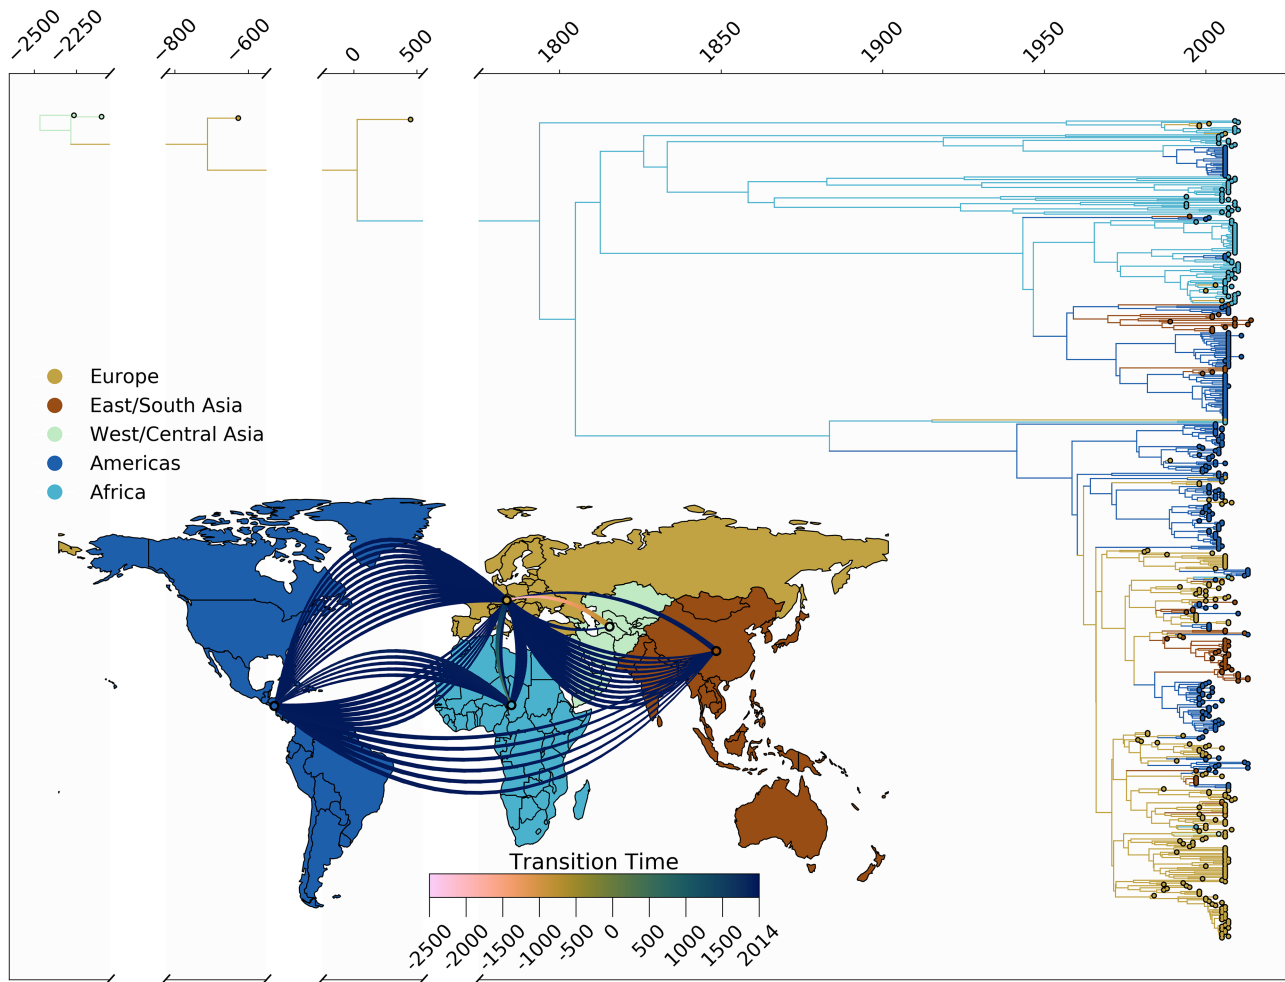 −2500 −2250 −800 −600 0 500 1800 1850 1900 1950 2000
Europe
East/South Asia
West/Central Asia
Americas
Africa
Transition Time
-2500 -2000 -1500 -1000 -500 0 500 1000 1500 2014